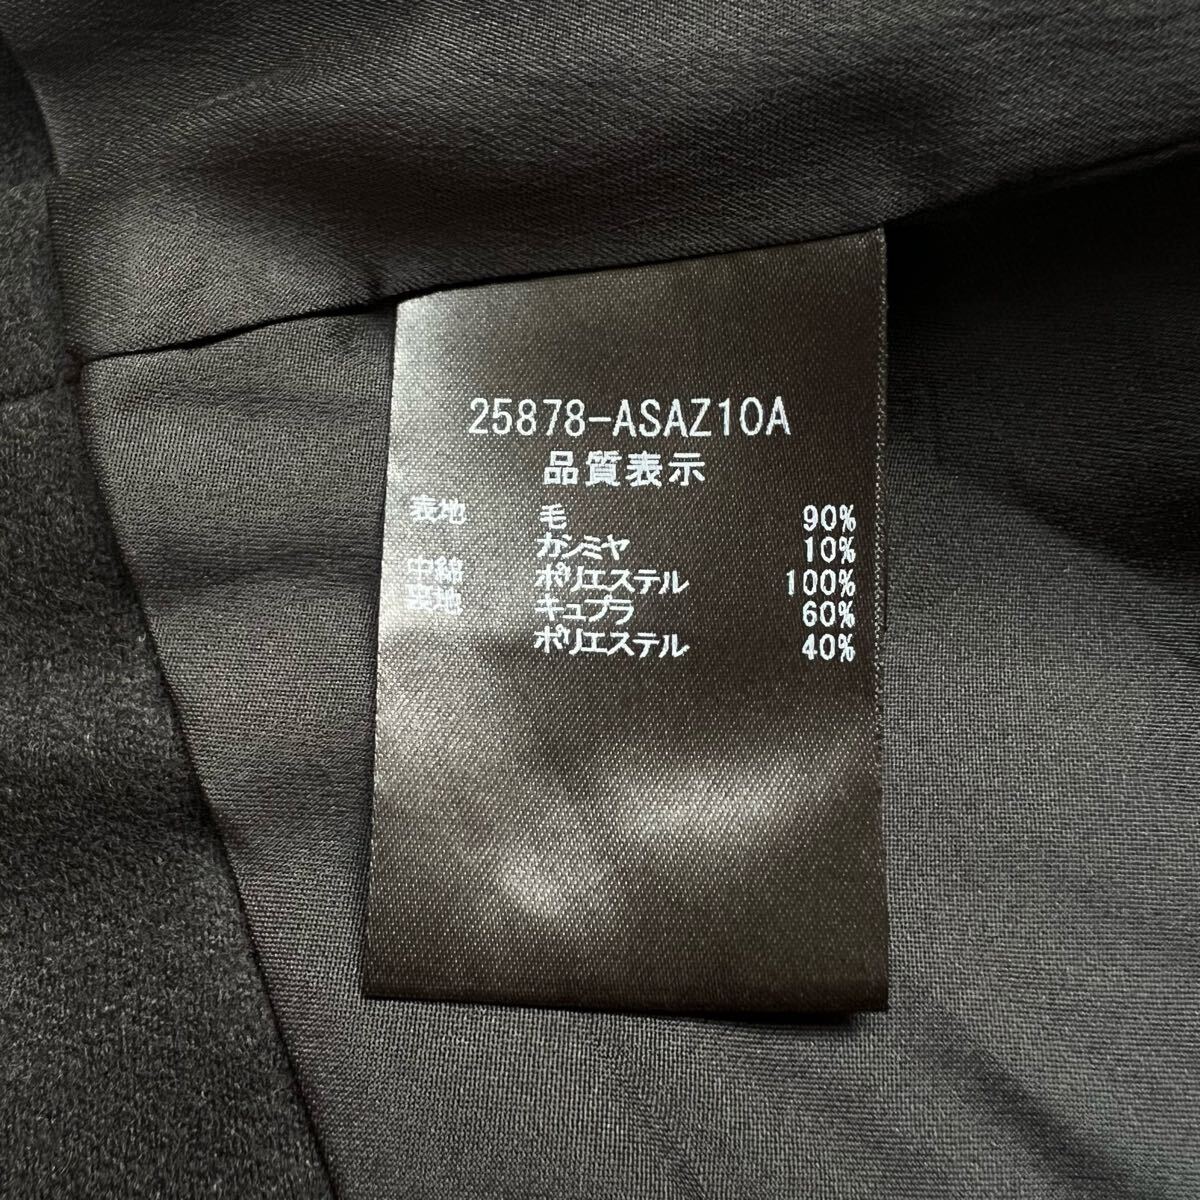 25878-ASAZ10A
品質表示
表地 毛 90%
カシミヤ 10%
中綿 ポリエステル 100%
裏地 キュプラ 60%
ポリエステル 40%